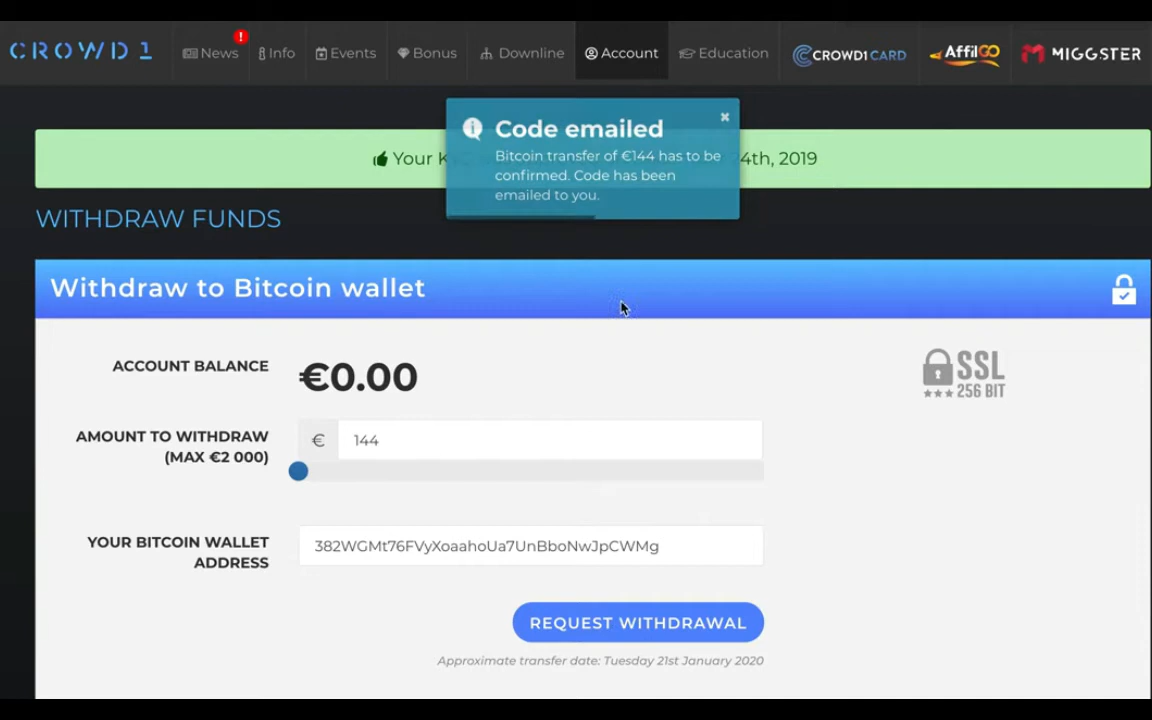 CROWD1
News
!
Info
Events
Bonus
Downline
Account
Education
CROWD1CARD
AffilGO
MIGGSTER
Code emailed
×
Bitcoin transfer of €144 has to be
confirmed. Code has been
emailed to you.
Your K
4th, 2019
WITHDRAW FUNDS
Withdraw to Bitcoin wallet
ACCOUNT BALANCE
€0.00
SSL
256 BIT
AMOUNT TO WITHDRAW
(MAX €2 000)
€ 144
YOUR BITCOIN WALLET
ADDRESS
382WGMt76FVyXoaahoUa7UnBboNwJpCWMg
REQUEST WITHDRAWAL
Approximate transfer date: Tuesday 21st January 2020